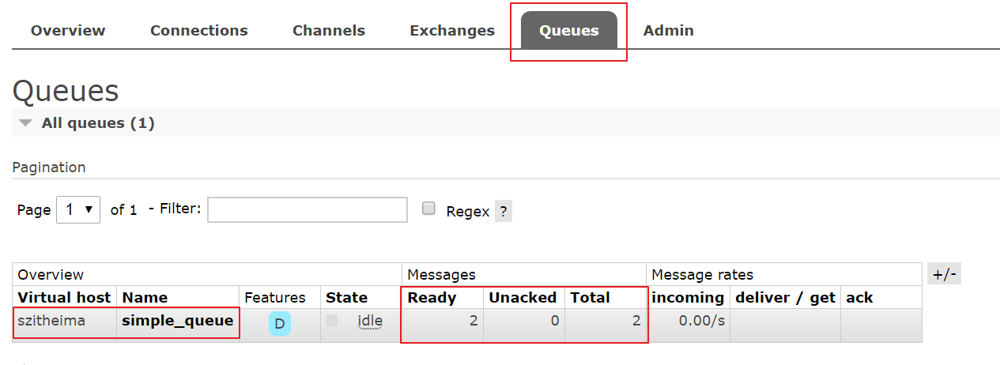 Overview Connections Channels Exchanges Queues Admin
Queues
All queues (1)
Pagination
Page 1 of 1 - Filter: Regex ?
Overview Messages Message rates +/-
Virtual host Name Features State Ready Unacked Total incoming deliver / get ack
szitheima simple_queue D idle 2 0 2 0.00/s